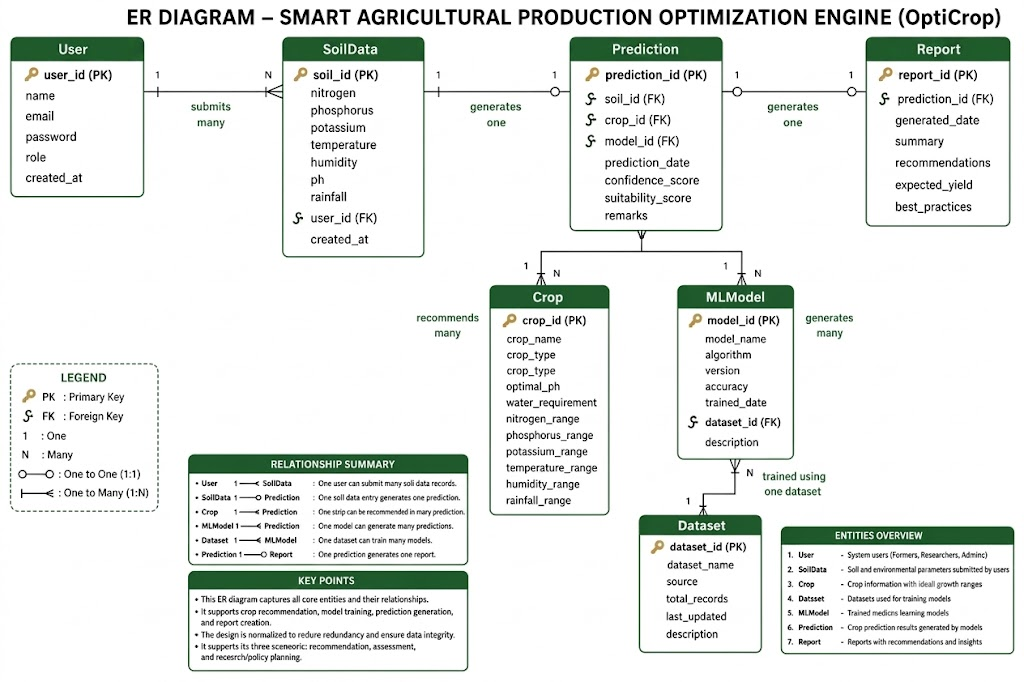 ER DIAGRAM – SMART AGRICULTURAL PRODUCTION OPTIMIZATION ENGINE (OptiCrop)
User
user_id (PK)
name
email
password
role
created_at
1
N
submits
many
SoilData
soil_id (PK)
nitrogen
phosphorus
potassium
temperature
humidity
ph
rainfall
user_id (FK)
created_at
1
1
generates
one
Prediction
prediction_id (PK)
soil_id (FK)
crop_id (FK)
model_id (FK)
prediction_date
confidence_score
suitability_score
remarks
1
1
generates
one
Report
report_id (PK)
prediction_id (FK)
generated_date
summary
recommendations
expected_yield
best_practices
1
N
1
N
recommends
many
Crop
crop_id (PK)
crop_name
crop_type
crop_type
optimal_ph
water_requirement
nitrogen_range
phosphorus_range
potassium_range
temperature_range
humidity_range
rainfall_range
MLModel
model_id (PK)
model_name
algorithm
version
accuracy
trained_date
dataset_id (FK)
description
generates
many
N
1
trained using
one dataset
Dataset
dataset_id (PK)
dataset_name
source
total_records
last_updated
description
LEGEND
PK : Primary Key
FK : Foreign Key
1 : One
N : Many
: One to One (1:1)
: One to Many (1:N)
RELATIONSHIP SUMMARY
• User 1 SoilData : One user can submit many soli data records.
• SoilData 1 Prediction : One soil data entry generates one prediction.
• Crop 1 Prediction : One strip can be recommended in many prediction.
• MLModel 1 Prediction : One model can generate many predictions.
• Dataset 1 MLModel : One dataset can train many models.
• Prediction 1 Report : One prediction generates one report.
KEY POINTS
• This ER diagram captures all core entities and their relationships.
• It supports crop recommendation, model training, prediction generation,
and report creation.
• The design is normalized to redure redundancy and ensure data integrity.
• It supports its three sceneoric: recommendation, assessment,
and recesrch/policy planning.
ENTITIES OVERVIEW
1. User - System users (Formers, Researchers, Adminc)
2. SoilData - Soll and environmental parameters submitted by users
3. Crop - Crop information with ideall growth ranges
4. Datsset - Datasets used for training models
5. MLModel - Trained medicns learning models
6. Prediction - Crop prediction results generated by models
7. Report - Reports with recommendations and insights